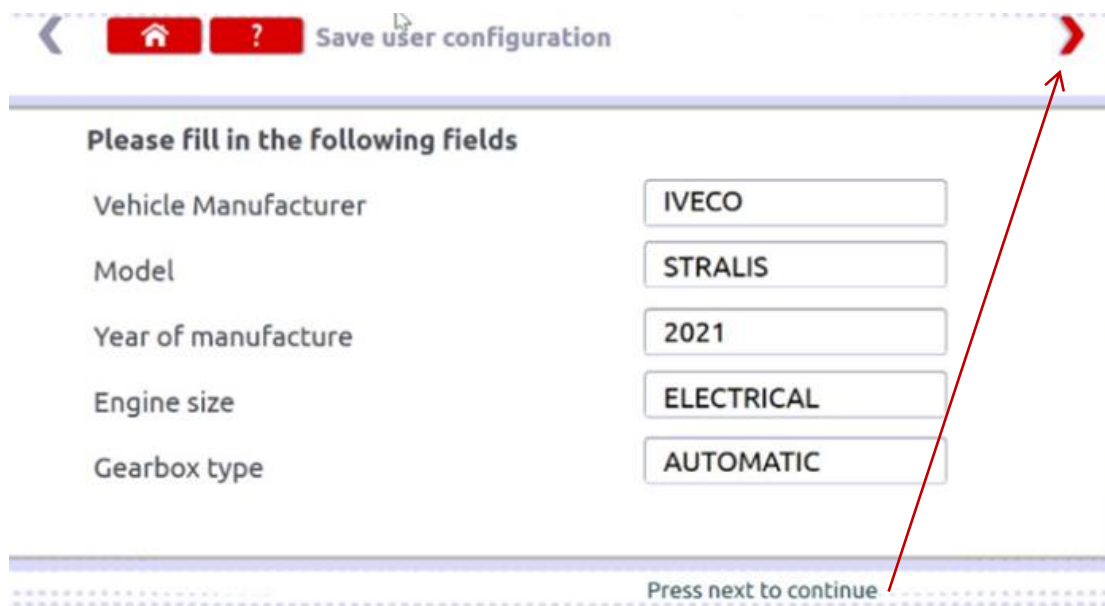 ? Save user configuration
Please fill in the following fields
Vehicle Manufacturer IVECO
Model STRALIS
Year of manufacture 2021
Engine size ELECTRICAL
Gearbox type AUTOMATIC
Press next to continue